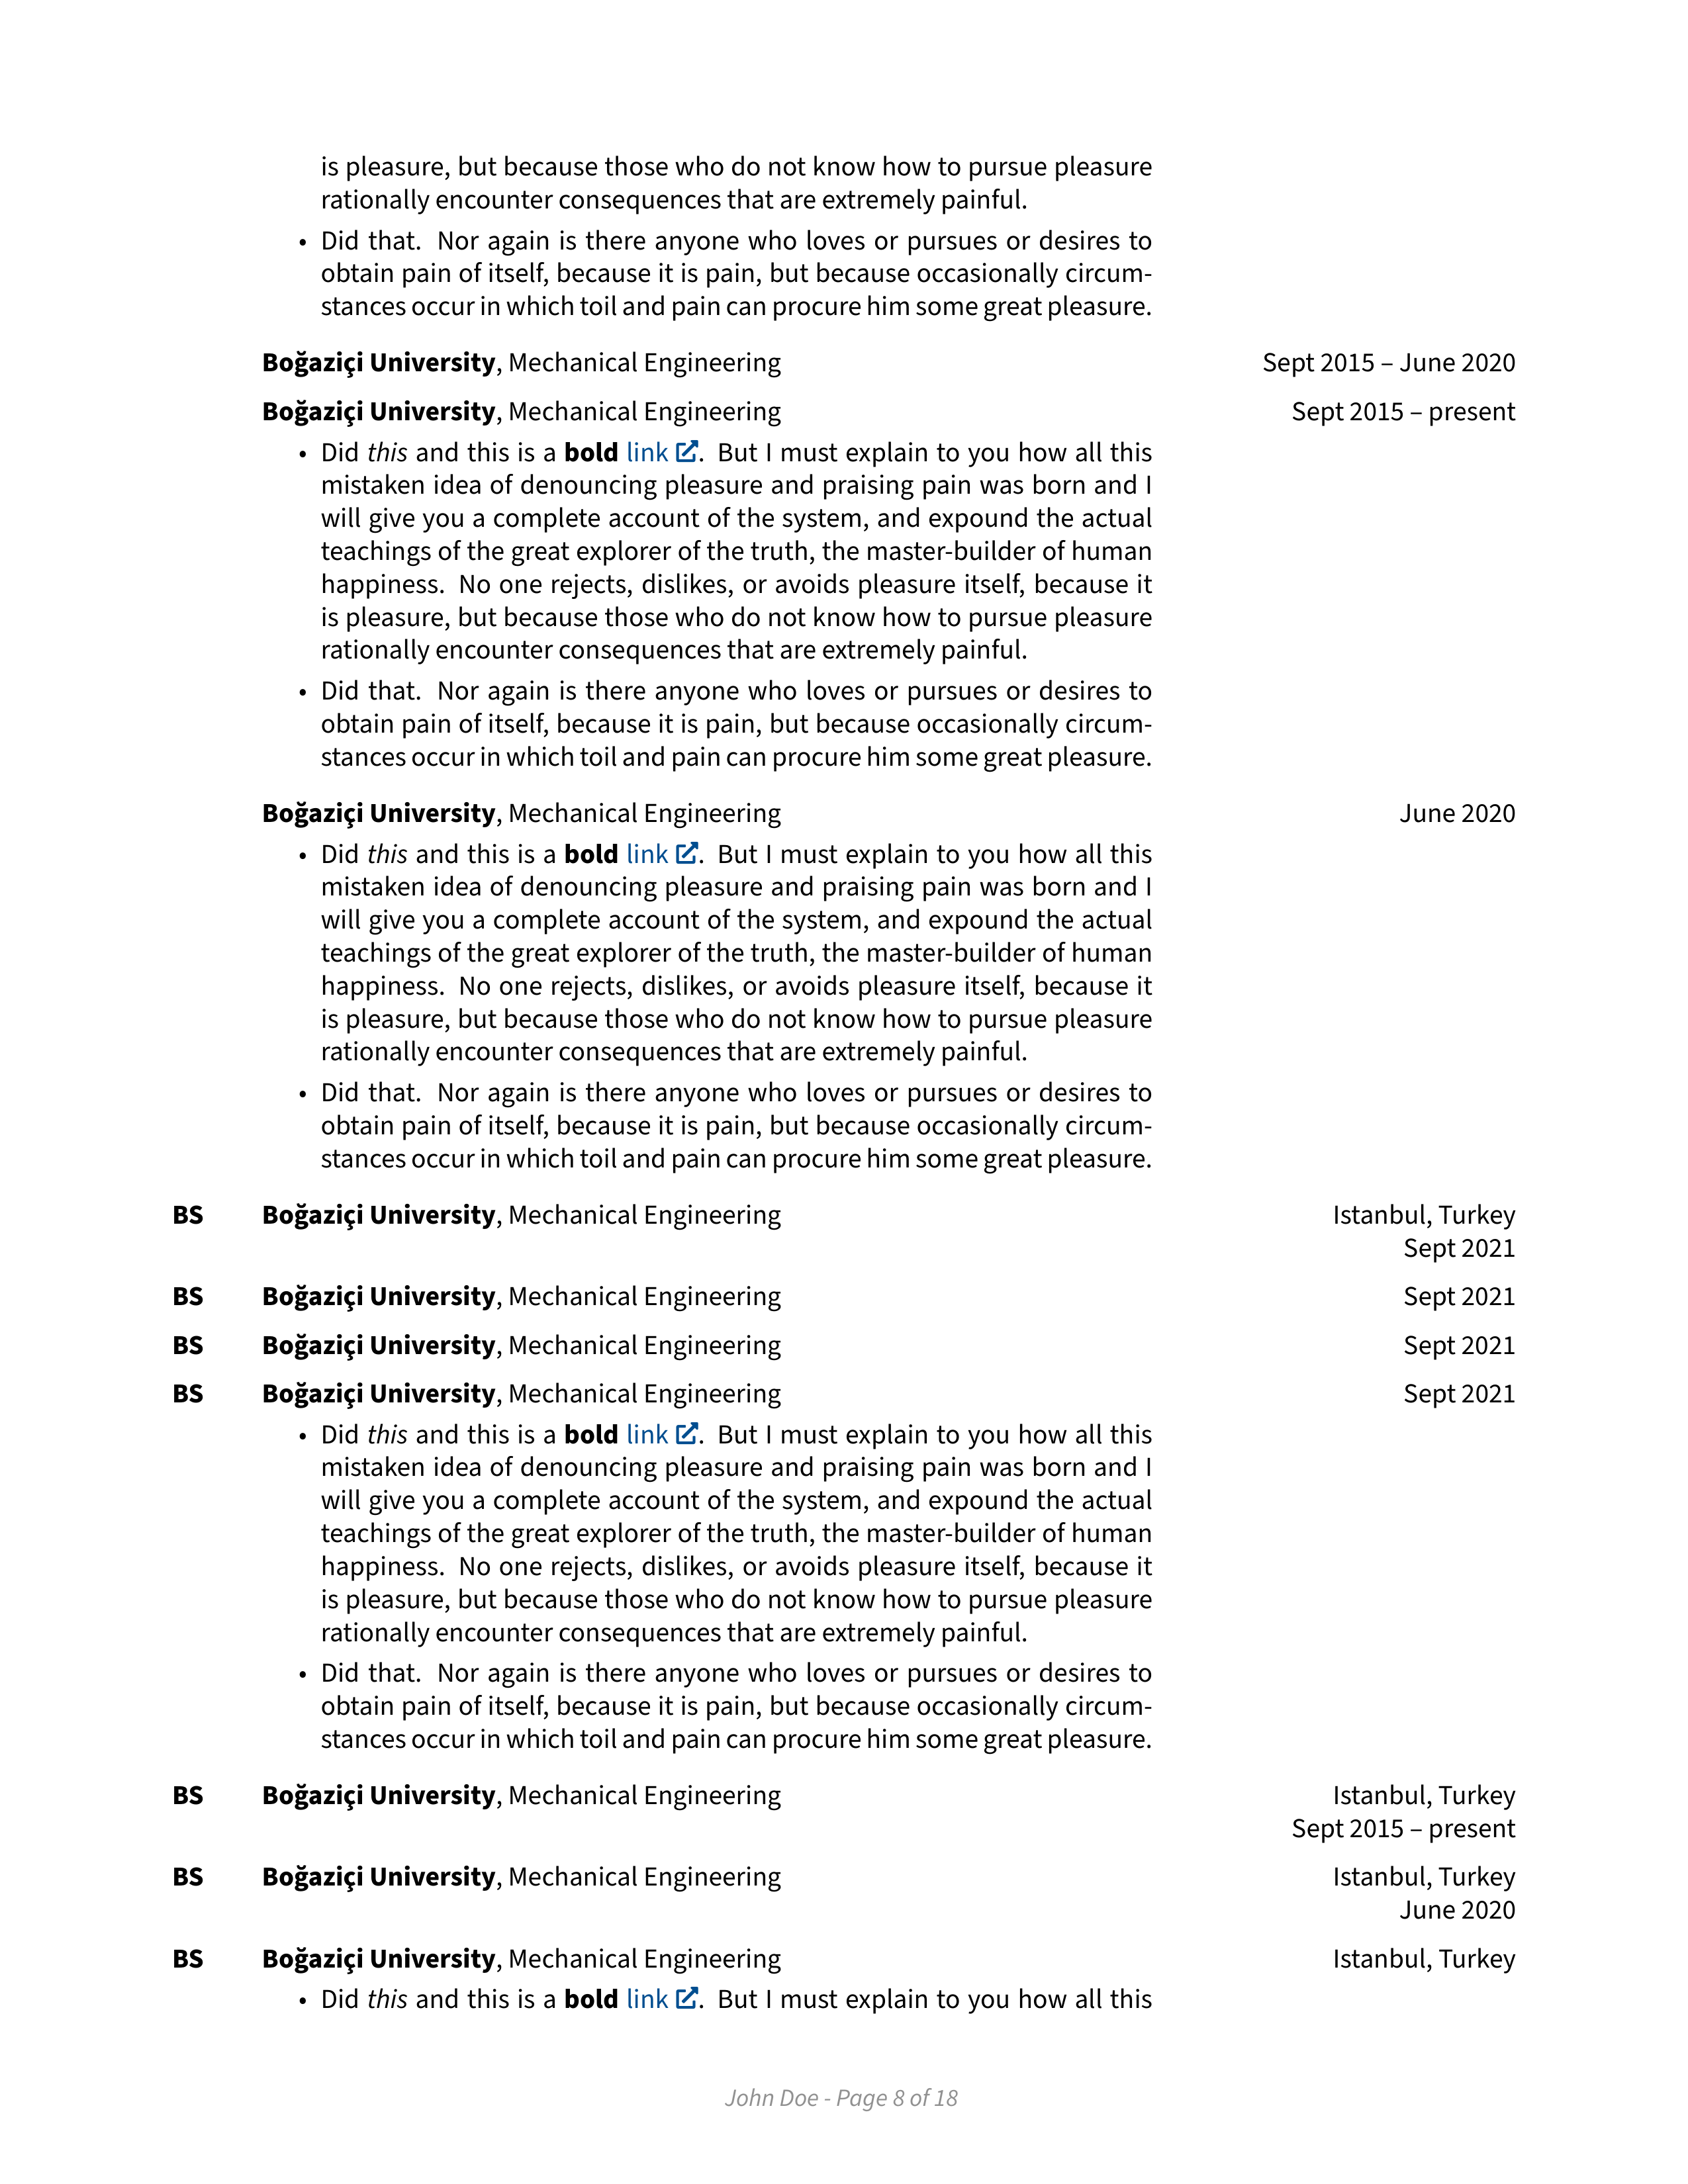 is pleasure, but because those who do not know how to pursue pleasure
rationally encounter consequences that are extremely painful.
• Did that. Nor again is there anyone who loves or pursues or desires to
obtain pain of itself, because it is pain, but because occasionally circum-
stances occur in which toil and pain can procure him some great pleasure.
Boğaziçi University, Mechanical Engineering Sept 2015 – June 2020
Boğaziçi University, Mechanical Engineering Sept 2015 – present
• Did this and this is a bold link. But I must explain to you how all this
mistaken idea of denouncing pleasure and praising pain was born and I
will give you a complete account of the system, and expound the actual
teachings of the great explorer of the truth, the master-builder of human
happiness. No one rejects, dislikes, or avoids pleasure itself, because it
is pleasure, but because those who do not know how to pursue pleasure
rationally encounter consequences that are extremely painful.
• Did that. Nor again is there anyone who loves or pursues or desires to
obtain pain of itself, because it is pain, but because occasionally circum-
stances occur in which toil and pain can procure him some great pleasure.
Boğaziçi University, Mechanical Engineering June 2020
• Did this and this is a bold link. But I must explain to you how all this
mistaken idea of denouncing pleasure and praising pain was born and I
will give you a complete account of the system, and expound the actual
teachings of the great explorer of the truth, the master-builder of human
happiness. No one rejects, dislikes, or avoids pleasure itself, because it
is pleasure, but because those who do not know how to pursue pleasure
rationally encounter consequences that are extremely painful.
• Did that. Nor again is there anyone who loves or pursues or desires to
obtain pain of itself, because it is pain, but because occasionally circum-
stances occur in which toil and pain can procure him some great pleasure.
BS Boğaziçi University, Mechanical Engineering Istanbul, Turkey
Sept 2021
BS Boğaziçi University, Mechanical Engineering Sept 2021
BS Boğaziçi University, Mechanical Engineering Sept 2021
BS Boğaziçi University, Mechanical Engineering Sept 2021
• Did this and this is a bold link. But I must explain to you how all this
mistaken idea of denouncing pleasure and praising pain was born and I
will give you a complete account of the system, and expound the actual
teachings of the great explorer of the truth, the master-builder of human
happiness. No one rejects, dislikes, or avoids pleasure itself, because it
is pleasure, but because those who do not know how to pursue pleasure
rationally encounter consequences that are extremely painful.
• Did that. Nor again is there anyone who loves or pursues or desires to
obtain pain of itself, because it is pain, but because occasionally circum-
stances occur in which toil and pain can procure him some great pleasure.
BS Boğaziçi University, Mechanical Engineering Istanbul, Turkey
Sept 2015 – present
BS Boğaziçi University, Mechanical Engineering Istanbul, Turkey
June 2020
BS Boğaziçi University, Mechanical Engineering Istanbul, Turkey
• Did this and this is a bold link. But I must explain to you how all this
John Doe - Page 8 of 18